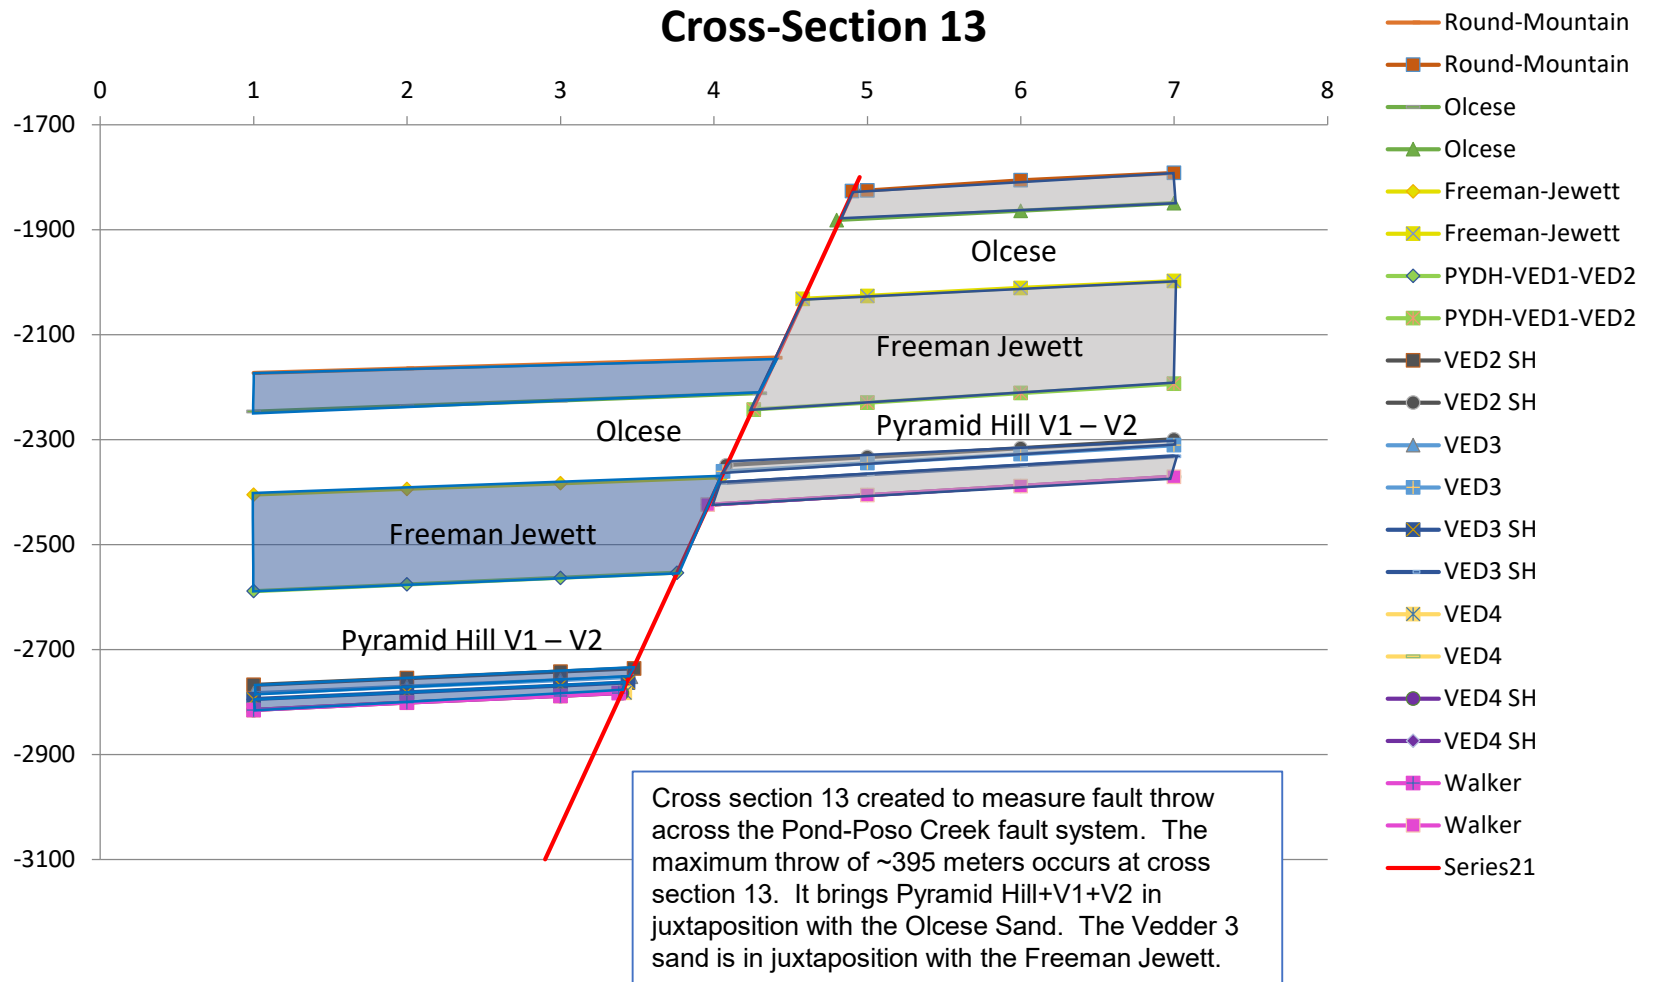 Cross-Section 13
0 1 2 3 4 5 6 7 8
-1700
-1900
-2100
-2300
-2500
-2700
-2900
-3100
Olcese
Freeman Jewett
Pyramid Hill V1 – V2
Olcese
Freeman Jewett
Pyramid Hill V1 – V2
Cross section 13 created to measure fault throw
across the Pond-Poso Creek fault system. The
maximum throw of ~395 meters occurs at cross
section 13. It brings Pyramid Hill+V1+V2 in
juxtaposition with the Olcese Sand. The Vedder 3
sand is in juxtaposition with the Freeman Jewett.
Round-Mountain
Round-Mountain
Olcese
Olcese
Freeman-Jewett
Freeman-Jewett
PYDH-VED1-VED2
PYDH-VED1-VED2
VED2 SH
VED2 SH
VED3
VED3
VED3 SH
VED3 SH
VED4
VED4
VED4 SH
VED4 SH
Walker
Walker
Series21